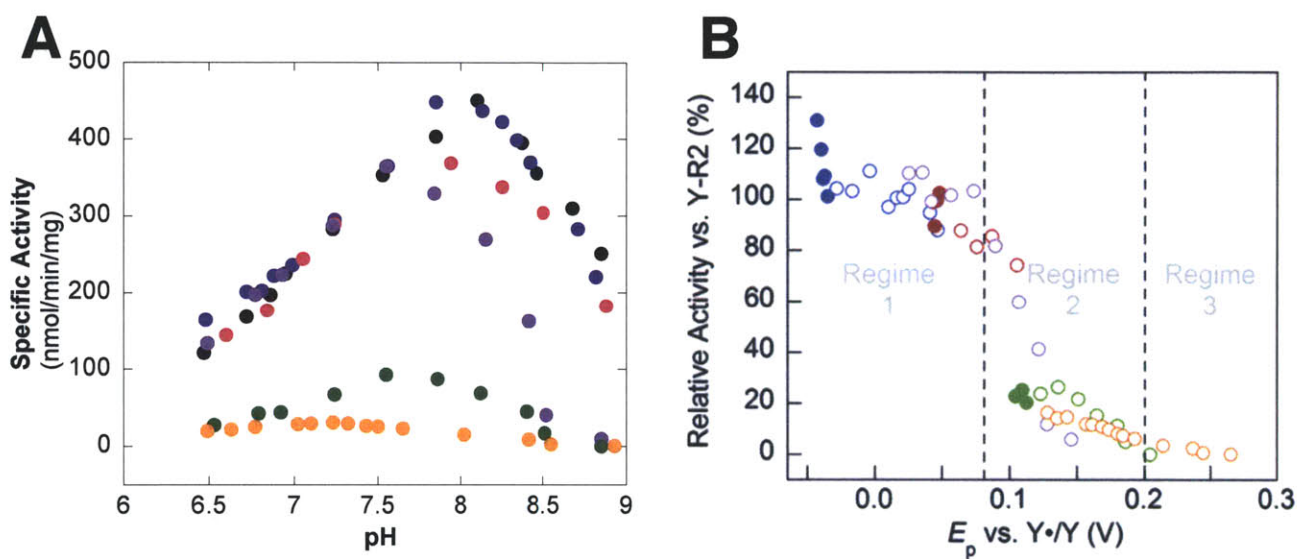 A
Specific Activity
(nmol/min/mg)
500
400
300
200
100
0
6
6.5
7
7.5
8
8.5
9
pH
B
Relative Activity vs. Y-R2 (%)
140
120
100
80
60
40
20
0
Regime
1
Regime
2
Regime
3
0.0
0.1
0.2
0.3
Ep vs. Y•/Y (V)